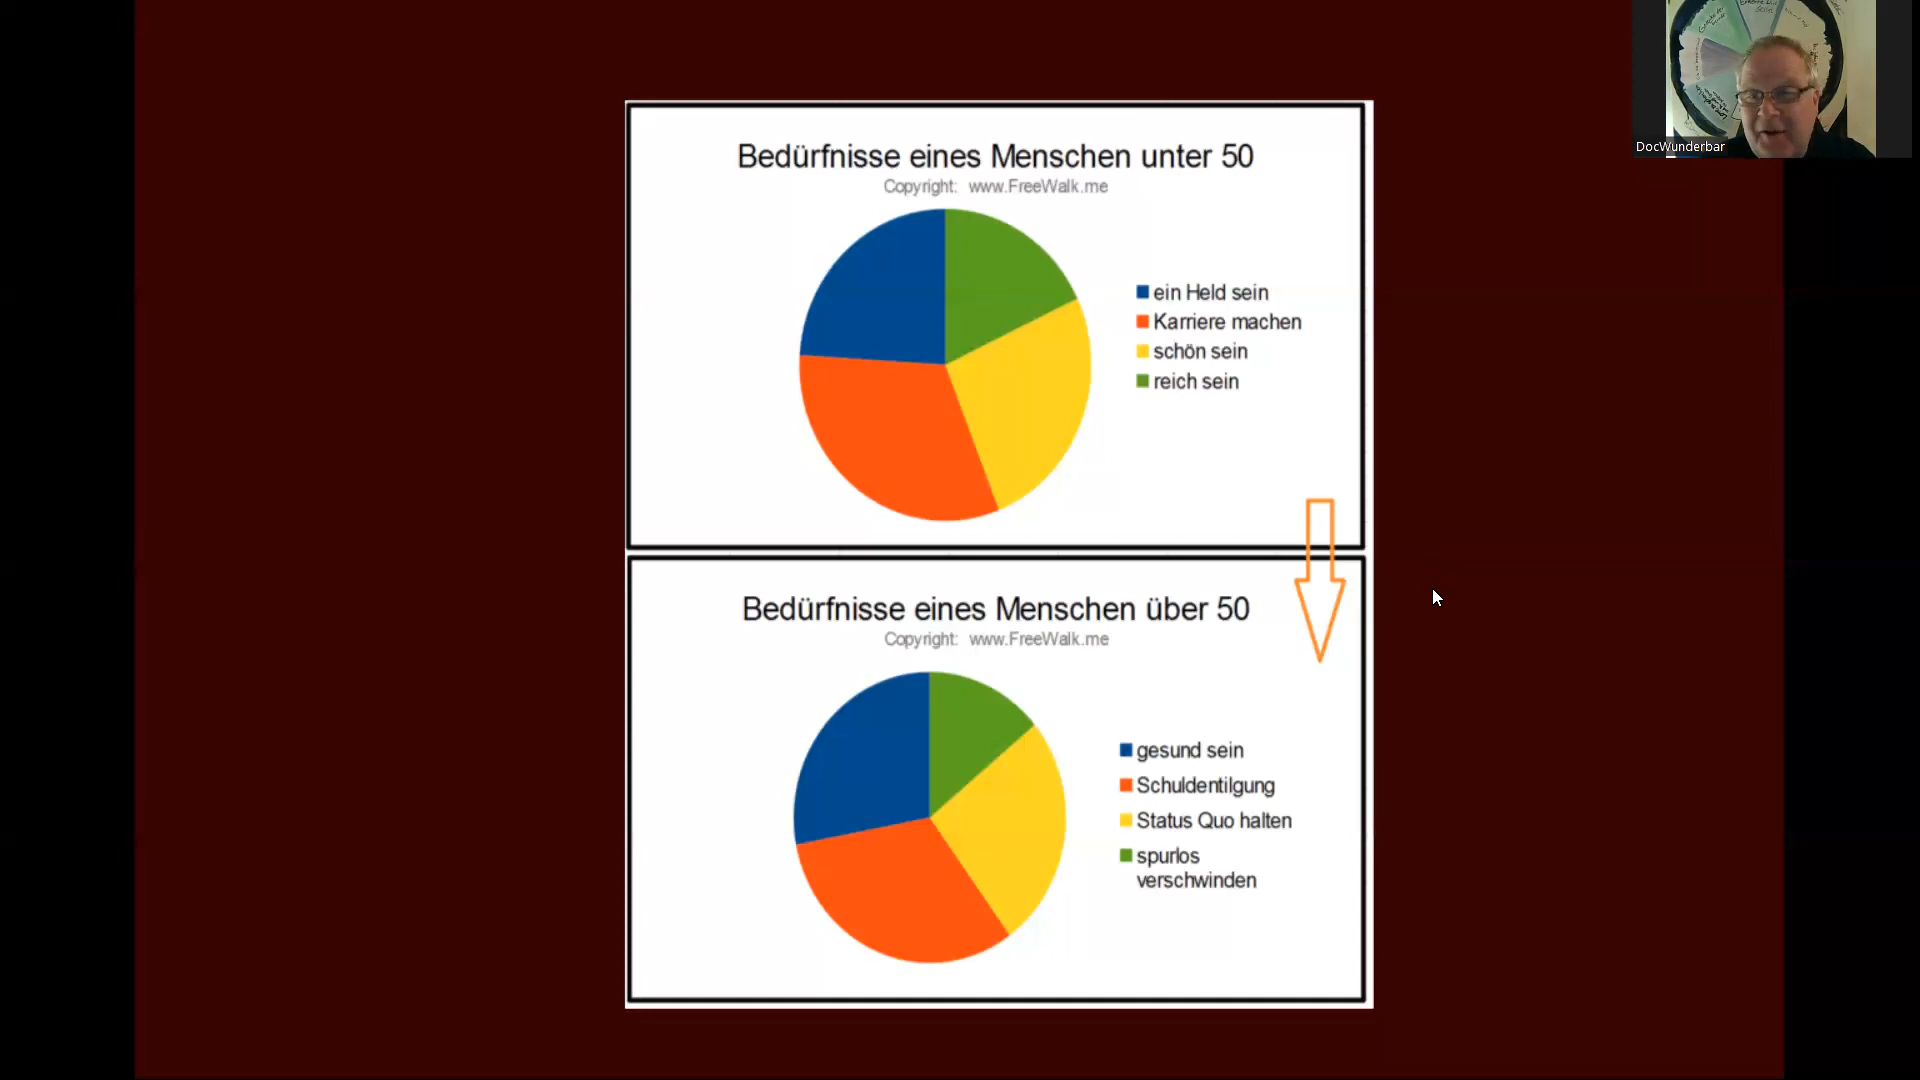 Bedürfnisse eines Menschen unter 50
Copyright: www.FreeWalk.me
ein Held sein
Karriere machen
schön sein
reich sein
Bedürfnisse eines Menschen über 50
Copyright: www.FreeWalk.me
gesund sein
Schuldentilgung
Status Quo halten
spurlos
verschwinden
DocWunderbar